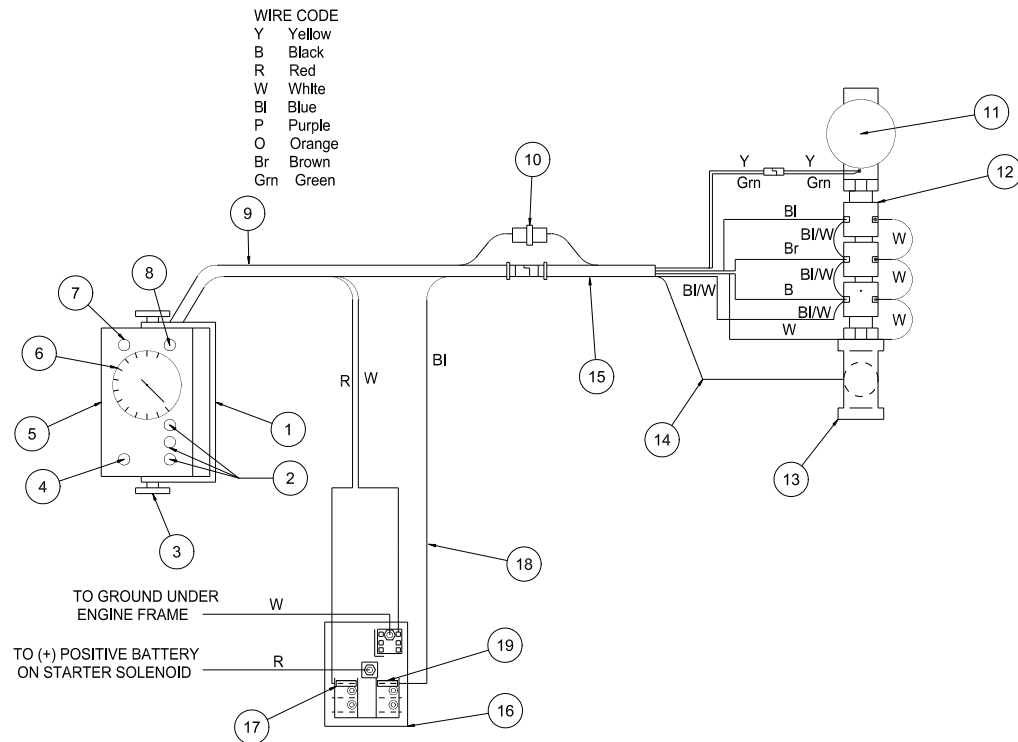 WIRE CODE
Y Yellow
B Black
R Red
W White
Bl Blue
P Purple
O Orange
Br Brown
Grn Green
11
10
Y Y
Grn Grn
12
9
Bl
Bl/W
W
8
Br
7
Bl/W
W
6
B
Bl/W
Bl/W
W
W
R
W
Bl
15
5
1
14
4
2
13
3
18
TO GROUND UNDER
ENGINE FRAME
W
TO (+) POSITIVE BATTERY
ON STARTER SOLENOID
R
19
17
16